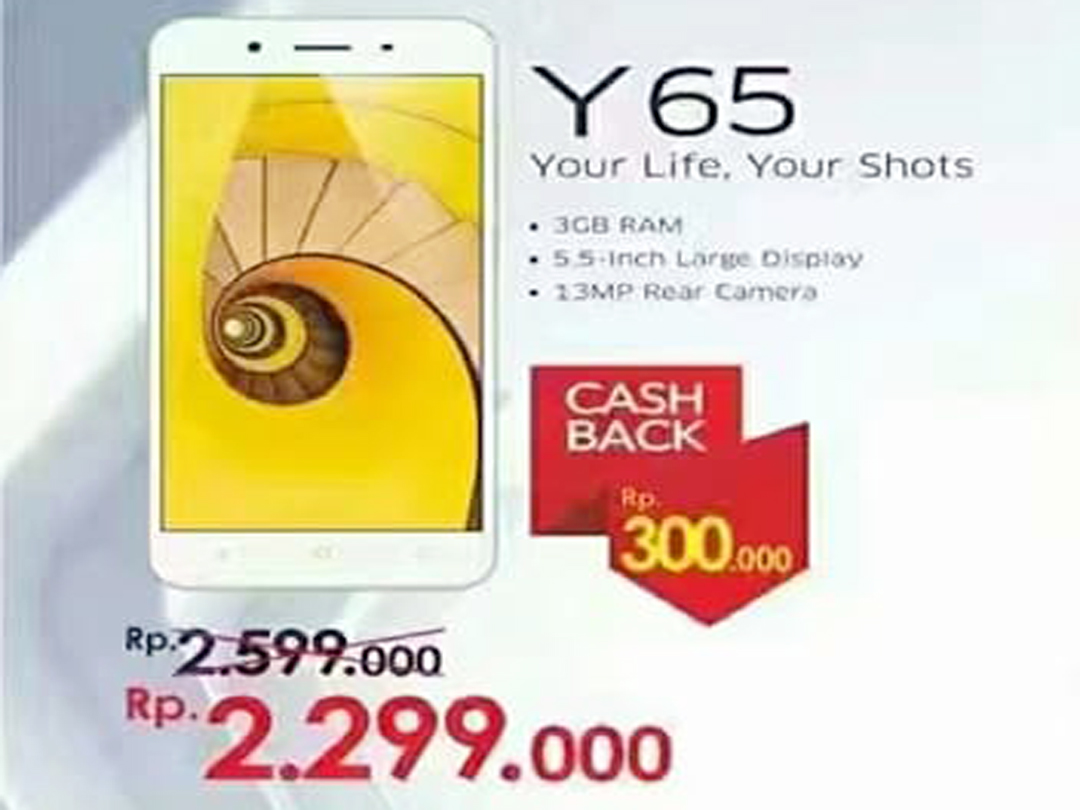 Y65
Your Life, Your Shots
• 3GB RAM
• 5.5-Inch Large Display
• 13MP Rear Camera
CASH
BACK
Rp.
300.000
Rp.2.599.000
Rp.2.299.000